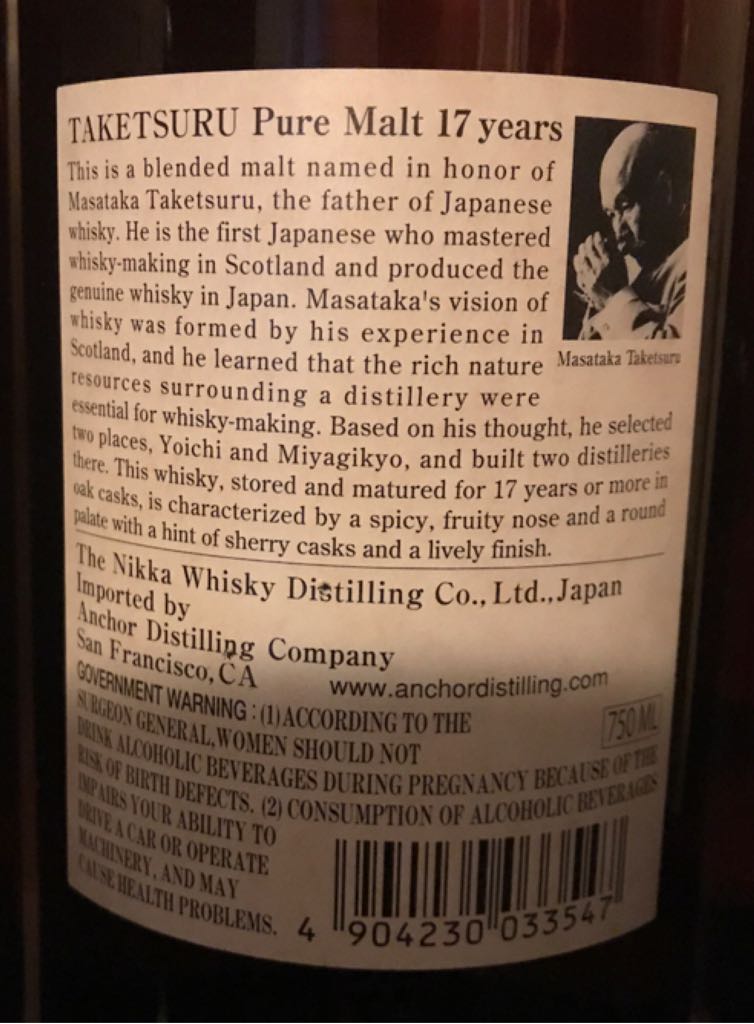 TAKETSURU Pure Malt 17 years
This is a blended malt named in honor of
Masataka Taketsuru, the father of Japanese
whisky. He is the first Japanese who mastered
whisky-making in Scotland and produced the
genuine whisky in Japan. Masataka's vision of
whisky was formed by his experience in
Scotland, and he learned that the rich nature
Masataka Taketsuru
resources surrounding a distillery were
essential for whisky-making. Based on his thought, he selected
two places, Yoichi and Miyagikyo, and built two distilleries
there. This whisky, stored and matured for 17 years or more in
oak casks, is characterized by a spicy, fruity nose and a round
palate with a hint of sherry casks and a lively finish.
The Nikka Whisky Distilling Co., Ltd., Japan
Imported by
Anchor Distilling Company
San Francisco, CA
www.anchordistilling.com
GOVERNMENT WARNING : (1) ACCORDING TO THE
750 ML
SURGEON GENERAL, WOMEN SHOULD NOT
DRINK ALCOHOLIC BEVERAGES DURING PREGNANCY BECAUSE OF THE
RISK OF BIRTH DEFECTS. (2) CONSUMPTION OF ALCOHOLIC BEVERAGES
IMPAIRS YOUR ABILITY TO
DRIVE A CAR OR OPERATE
MACHINERY, AND MAY
CAUSE HEALTH PROBLEMS.
4 904230 033547